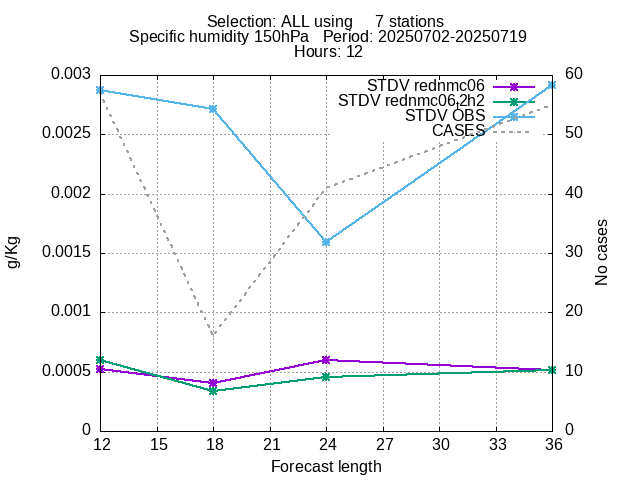 Selection: ALL using     7 stations
Specific humidity 150hPa   Period: 20250702-20250719
Hours: 12
STDV rednmc06
STDV rednmc06.2h2
STDV OBS
CASES
0.003
0.0025
0.002
0.0015
0.001
0.0005
0
60
50
40
30
20
10
0
g/Kg
No cases
12 15 18 21 24 27 30 33 36
Forecast length